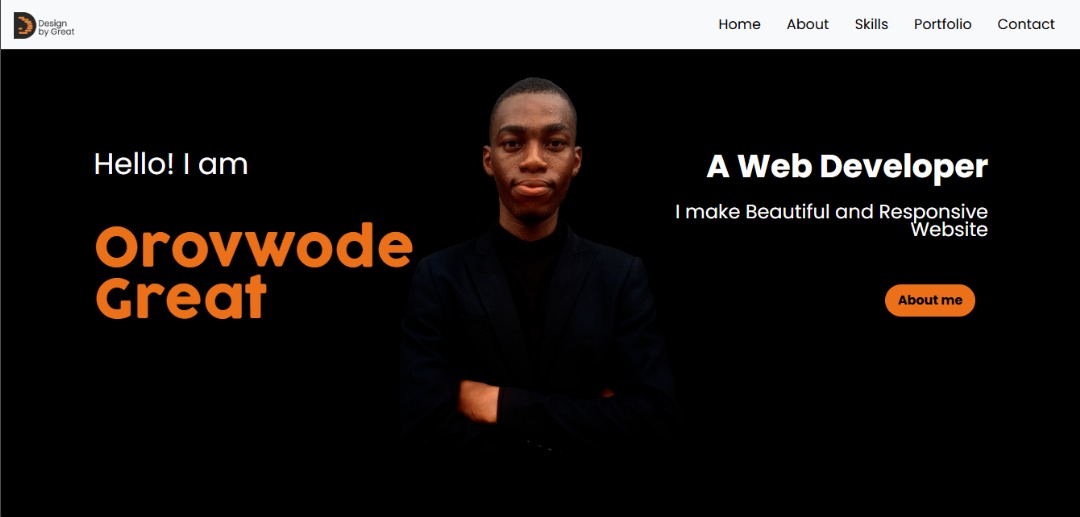 Design
by Great
Home About Skills Portfolio Contact
Hello! I am
Orovwode
Great
A Web Developer
I make Beautiful and Responsive
Website
About me